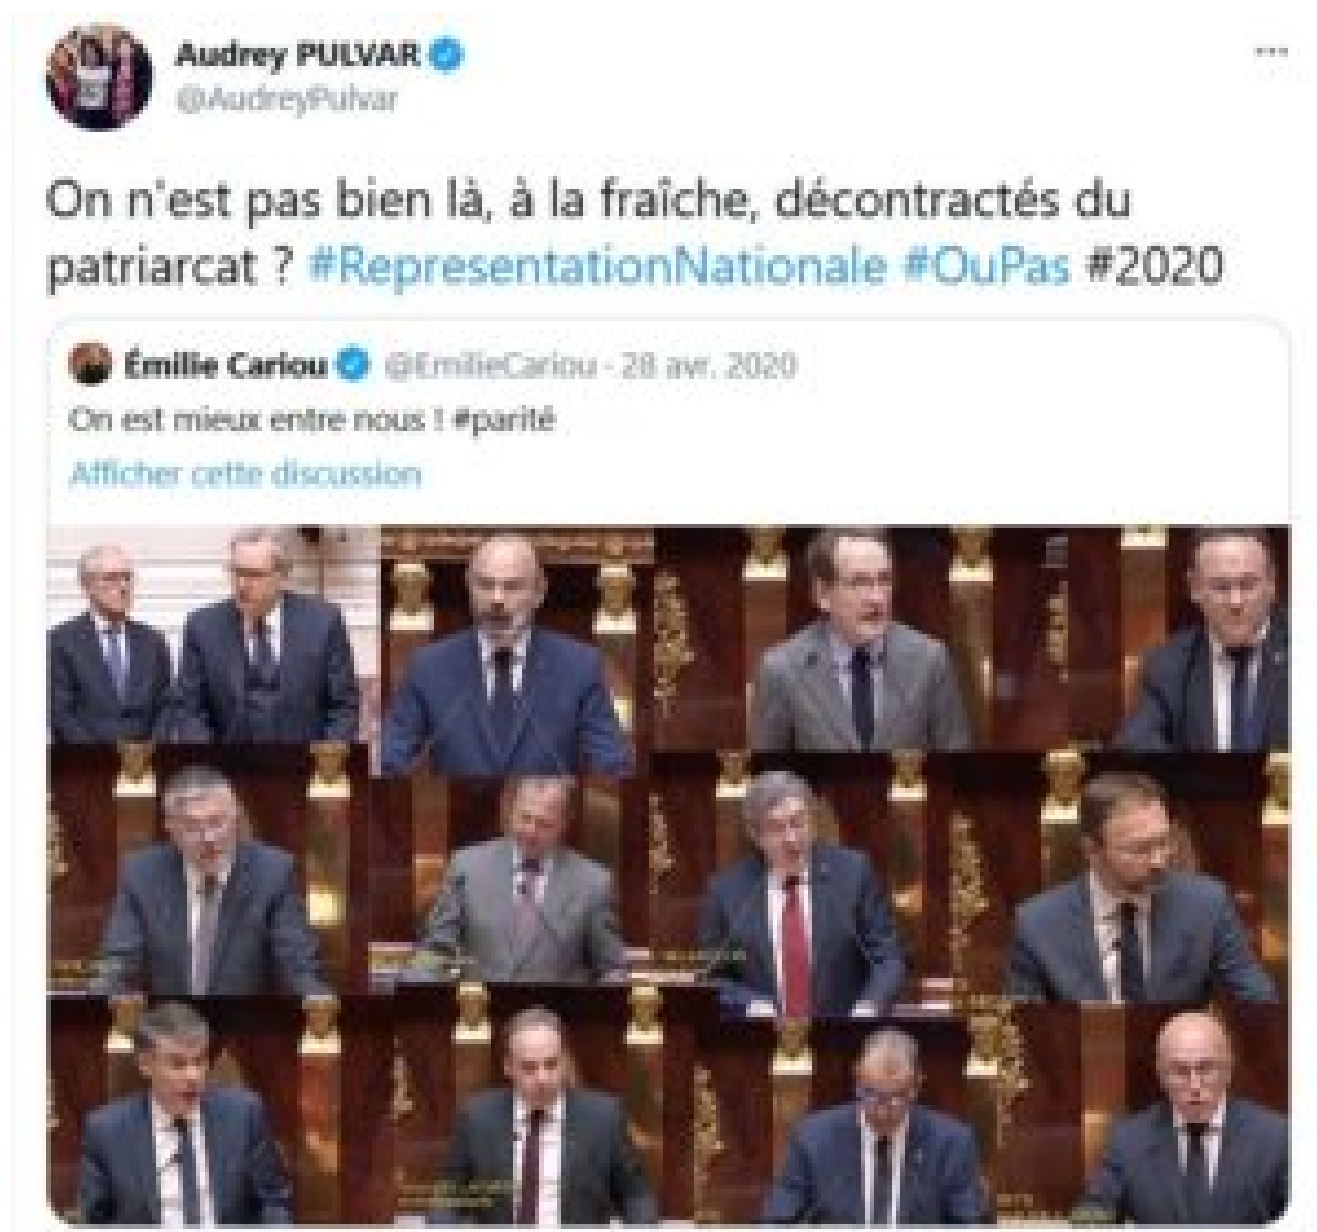 Audrey PULVAR
@AudreyPulvar
On n'est pas bien là, à la fraîche, décontractés du
patriarcat ? #RepresentationNationale #OuPas #2020
Émilie Cariou @EmilieCariou · 28 avr. 2020
On est mieux entre nous ! #parité
Afficher cette discussion